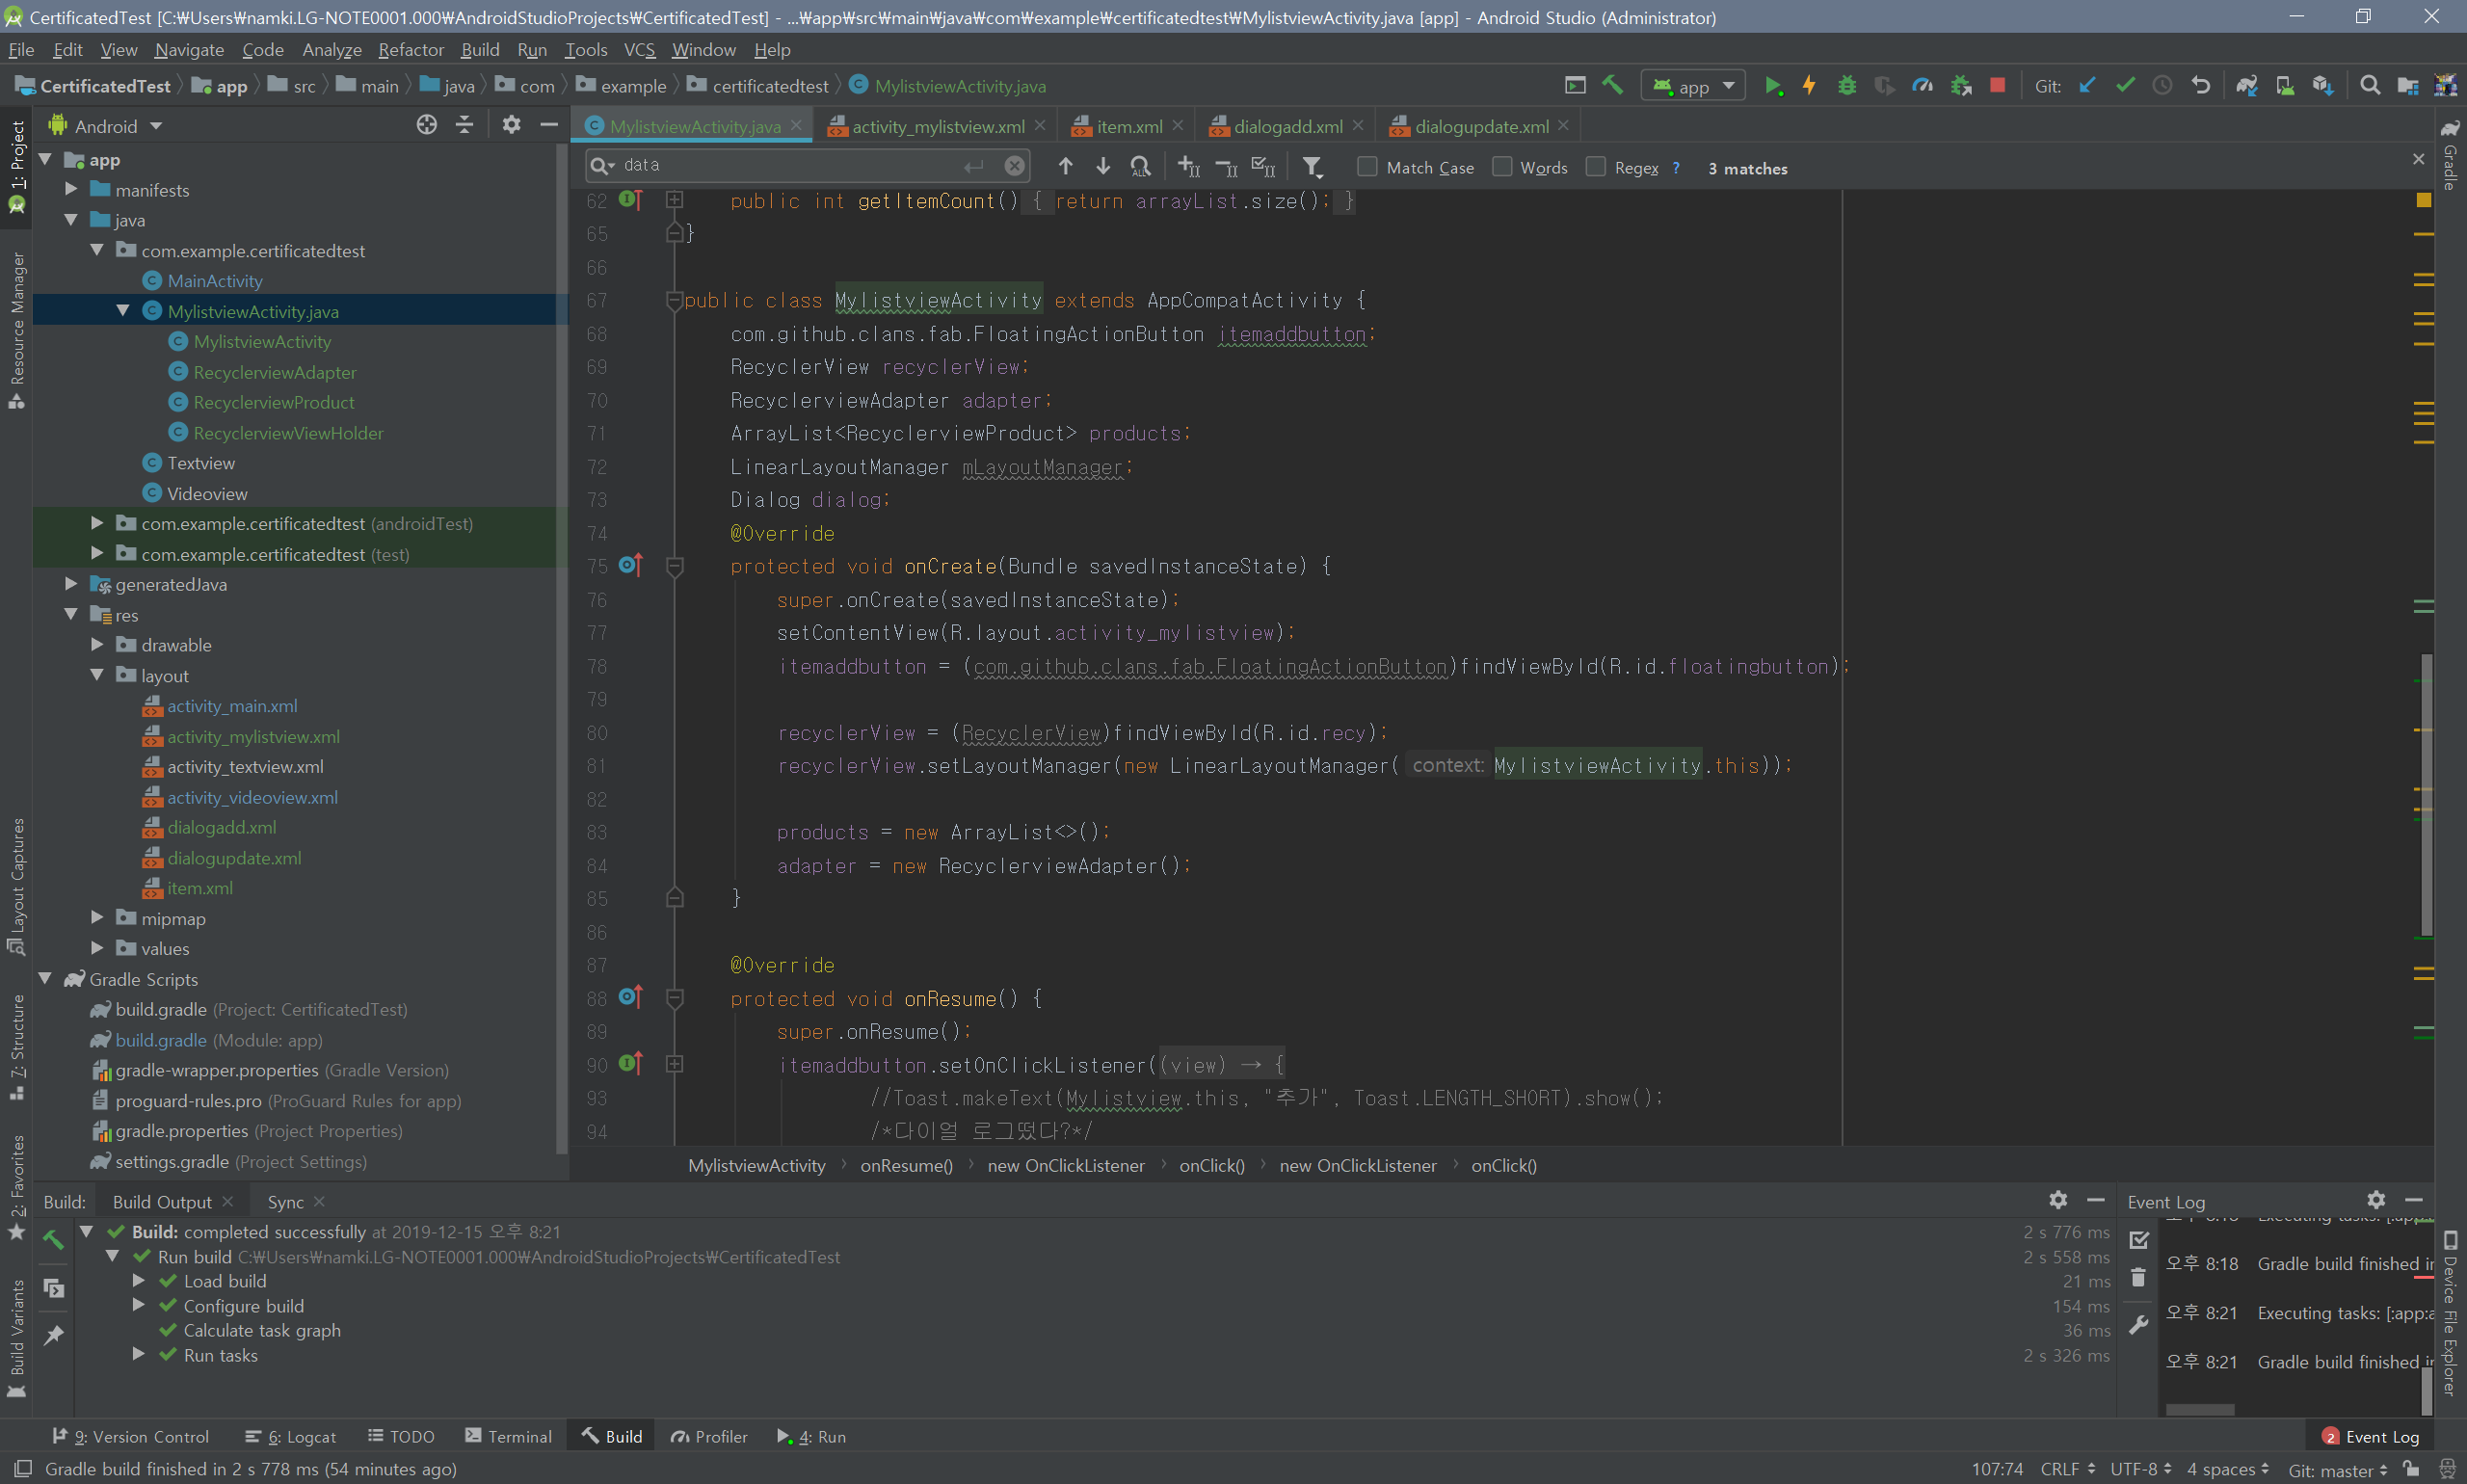 CertificatedTest [C:₩Users₩namki.LG-NOTE0001.000₩AndroidStudioProjects₩CertificatedTest] - ...₩app₩src₩main₩java₩com₩example₩certificatedtest₩MylistviewActivity.java [app] - Android Studio (Administrator)
File Edit View Navigate Code Analyze Refactor Build Run Tools VCS Window Help
CertificatedTest app src main java com example certificatedtest MylistviewActivity.java app Git:
1: Project
Resource Manager
Layout Captures
7: Structure
2: Favorites
Build Variants
Android
app
manifests
java
com.example.certificatedtest
MainActivity
MylistviewActivity.java
MylistviewActivity
RecyclerviewAdapter
RecyclerviewProduct
RecyclerviewViewHolder
Textview
Videoview
com.example.certificatedtest (androidTest)
com.example.certificatedtest (test)
generatedJava
res
drawable
layout
activity_main.xml
activity_mylistview.xml
activity_textview.xml
activity_videoview.xml
dialogadd.xml
dialogupdate.xml
item.xml
mipmap
values
Gradle Scripts
build.gradle (Project: CertificatedTest)
build.gradle (Module: app)
gradle-wrapper.properties (Gradle Version)
proguard-rules.pro (ProGuard Rules for app)
gradle.properties (Project Properties)
settings.gradle (Project Settings)
MylistviewActivity.java activity_mylistview.xml item.xml dialogadd.xml dialogupdate.xml
data Match Case Words Regex ? 3 matches
62 public int getItemCount() { return arrayList.size(); }
65 }
66
67 public class MylistviewActivity extends AppCompatActivity {
68 com.github.clans.fab.FloatingActionButton itemaddbutton;
69 RecyclerView recyclerView;
70 RecyclerviewAdapter adapter;
71 ArrayList<RecyclerviewProduct> products;
72 LinearLayoutManager mLayoutManager;
73 Dialog dialog;
74 @Override
75 protected void onCreate(Bundle savedInstanceState) {
76 super.onCreate(savedInstanceState);
77 setContentView(R.layout.activity_mylistview);
78 itemaddbutton = (com.github.clans.fab.FloatingActionButton)findViewById(R.id.floatingbutton);
79
80 recyclerView = (RecyclerView)findViewById(R.id.recy);
81 recyclerView.setLayoutManager(new LinearLayoutManager( context: MylistviewActivity.this));
82
83 products = new ArrayList<>();
84 adapter = new RecyclerviewAdapter();
85 }
86
87 @Override
88 protected void onResume() {
89 super.onResume();
90 itemaddbutton.setOnClickListener((view) → {
93 //Toast.makeText(Mylistview.this, "추가", Toast.LENGTH_SHORT).show();
94 /*다이얼 로그떴다?*/
MylistviewActivity onResume() new OnClickListener onClick() new OnClickListener onClick()
Gradle
Device File Explorer
Build: Build Output Sync
Build: completed successfully at 2019-12-15 오후 8:21 2 s 776 ms
Run build C:₩Users₩namki.LG-NOTE0001.000₩AndroidStudioProjects₩CertificatedTest 2 s 558 ms
Load build 21 ms
Configure build 154 ms
Calculate task graph 36 ms
Run tasks 2 s 326 ms
Event Log
오후 8:18 Gradle build finished
오후 8:21 Executing tasks: [:app:
오후 8:21 Gradle build finished
9: Version Control 6: Logcat TODO Terminal Build Profiler 4: Run 2 Event Log
Gradle build finished in 2 s 778 ms (54 minutes ago) 107:74 CRLF UTF-8 4 spaces Git: master